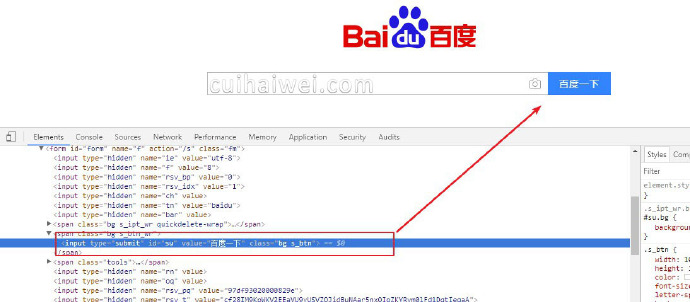 Bai du 百度
cuihaiwei.com
百度一下
Elements Console Sources Network Performance Memory Application Security Audits
▼<form id="form" name="f" action="/s" class="fm">
<input type="hidden" name="ie" value="utf-8">
<input type="hidden" name="f" value="8">
<input type="hidden" name="rsv_bp" value="0">
<input type="hidden" name="rsv_idx" value="1">
<input type="hidden" name="ch" value>
<input type="hidden" name="tn" value="baidu">
<input type="hidden" name="bar" value>
▶<span class="bg s_ipt_wr quickdelete-wrap">…</span>
▼<span class="bg s_btn_wr">
<input type="submit" id="su" value="百度一下" class="bg s_btn"> == $0
</span>
▶<span class="tools">…</span>
<input type="hidden" name="rn" value>
<input type="hidden" name="oq" value>
<input type="hidden" name="rsv_pq" value="97df93020000829e">
<input type="hidden" name="rsv_t" value=
Styles Comp
Filter
element.sty
}
.s_ipt_wr.b
#su.bg {
backgroun
}
.s_btn {
width: 10
height:
color:
font-size
letter-sp